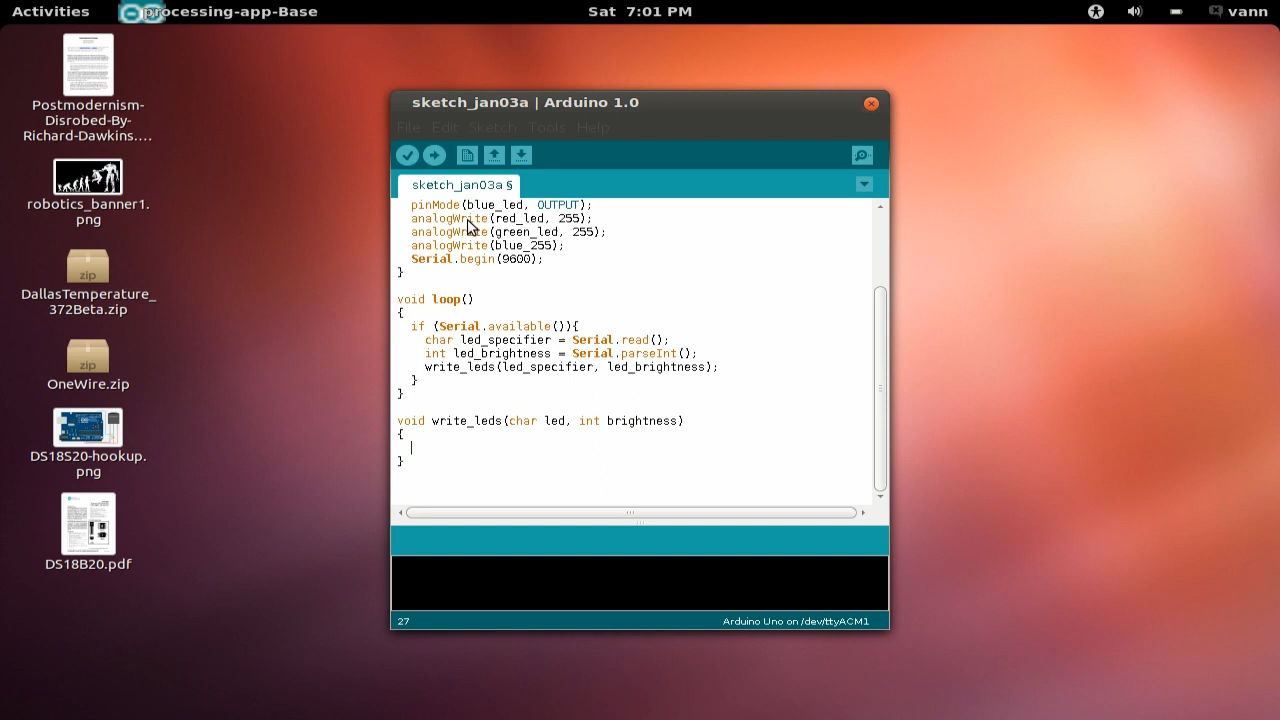 Activities
processing-app-Base
Sat 7:01 PM
vann
Postmodernism-
Disrobed-By-
Richard-Dawkins....
robotics_banner1.
png
zip
DallasTemperature_
372Beta.zip
zip
OneWire.zip
DS18S20-hookup.
png
DS18B20.pdf
sketch_jan03a | Arduino 1.0
File Edit Sketch Tools Help
sketch_jan03a §
pinMode(blue_led, OUTPUT);
analogWrite(red_led, 255);
analogWrite(green_led, 255);
analogWrite(blue_255);
Serial.begin(9600);
}
void loop()
{
if (Serial.available()){
char led_specifier = Serial.read();
int led_brightness = Serial.parseInt();
write_leds(led_specifier, led_brightness);
}
}
void write_leds(char led, int brightness)
{
}
27
Arduino Uno on /dev/ttyACM1